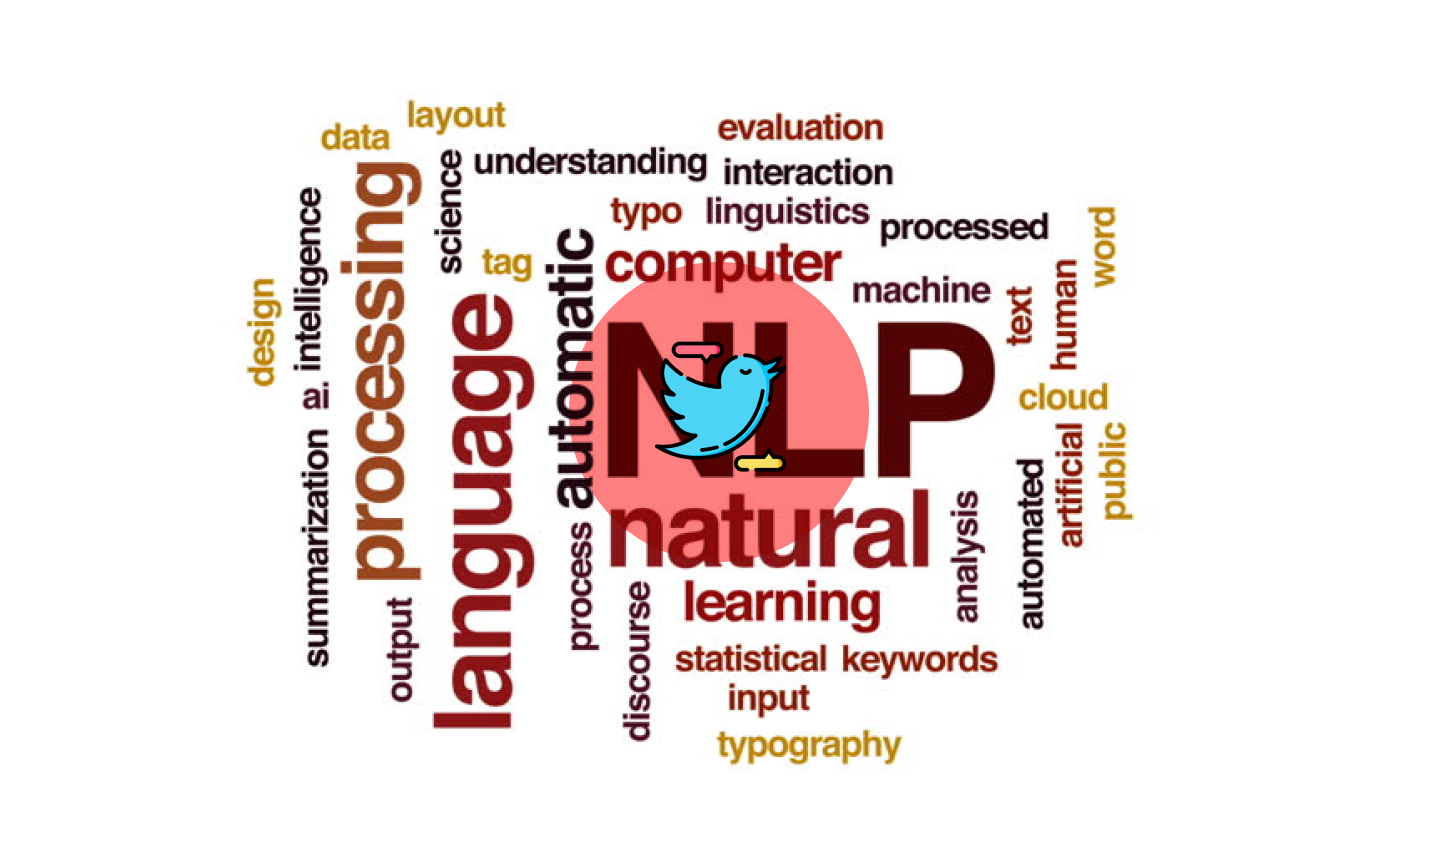 layout
data
evaluation
understanding
interaction
science
processing
intelligence
typo
linguistics
processed
word
tag
automatic
computer
machine
design
text
human
language
NLP
ai
cloud
summarization
artificial
public
natural
automated
analysis
process
output
learning
discourse
statistical
keywords
input
typography